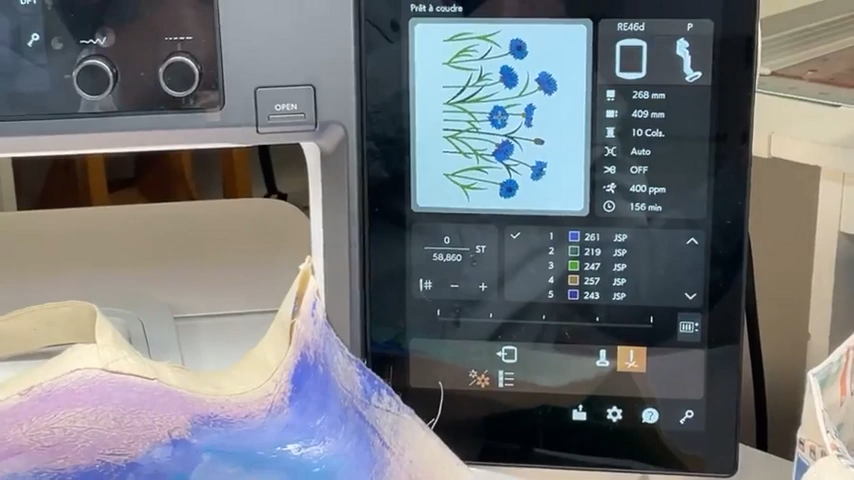 Prêt à coudre
RE46d P
268 mm
409 mm
10 Cols.
Auto
OFF
400 ppm
156 min
OPEN
0
58,860
ST
1 261 JSP
2 219 JSP
3 247 JSP
4 257 JSP
5 243 JSP